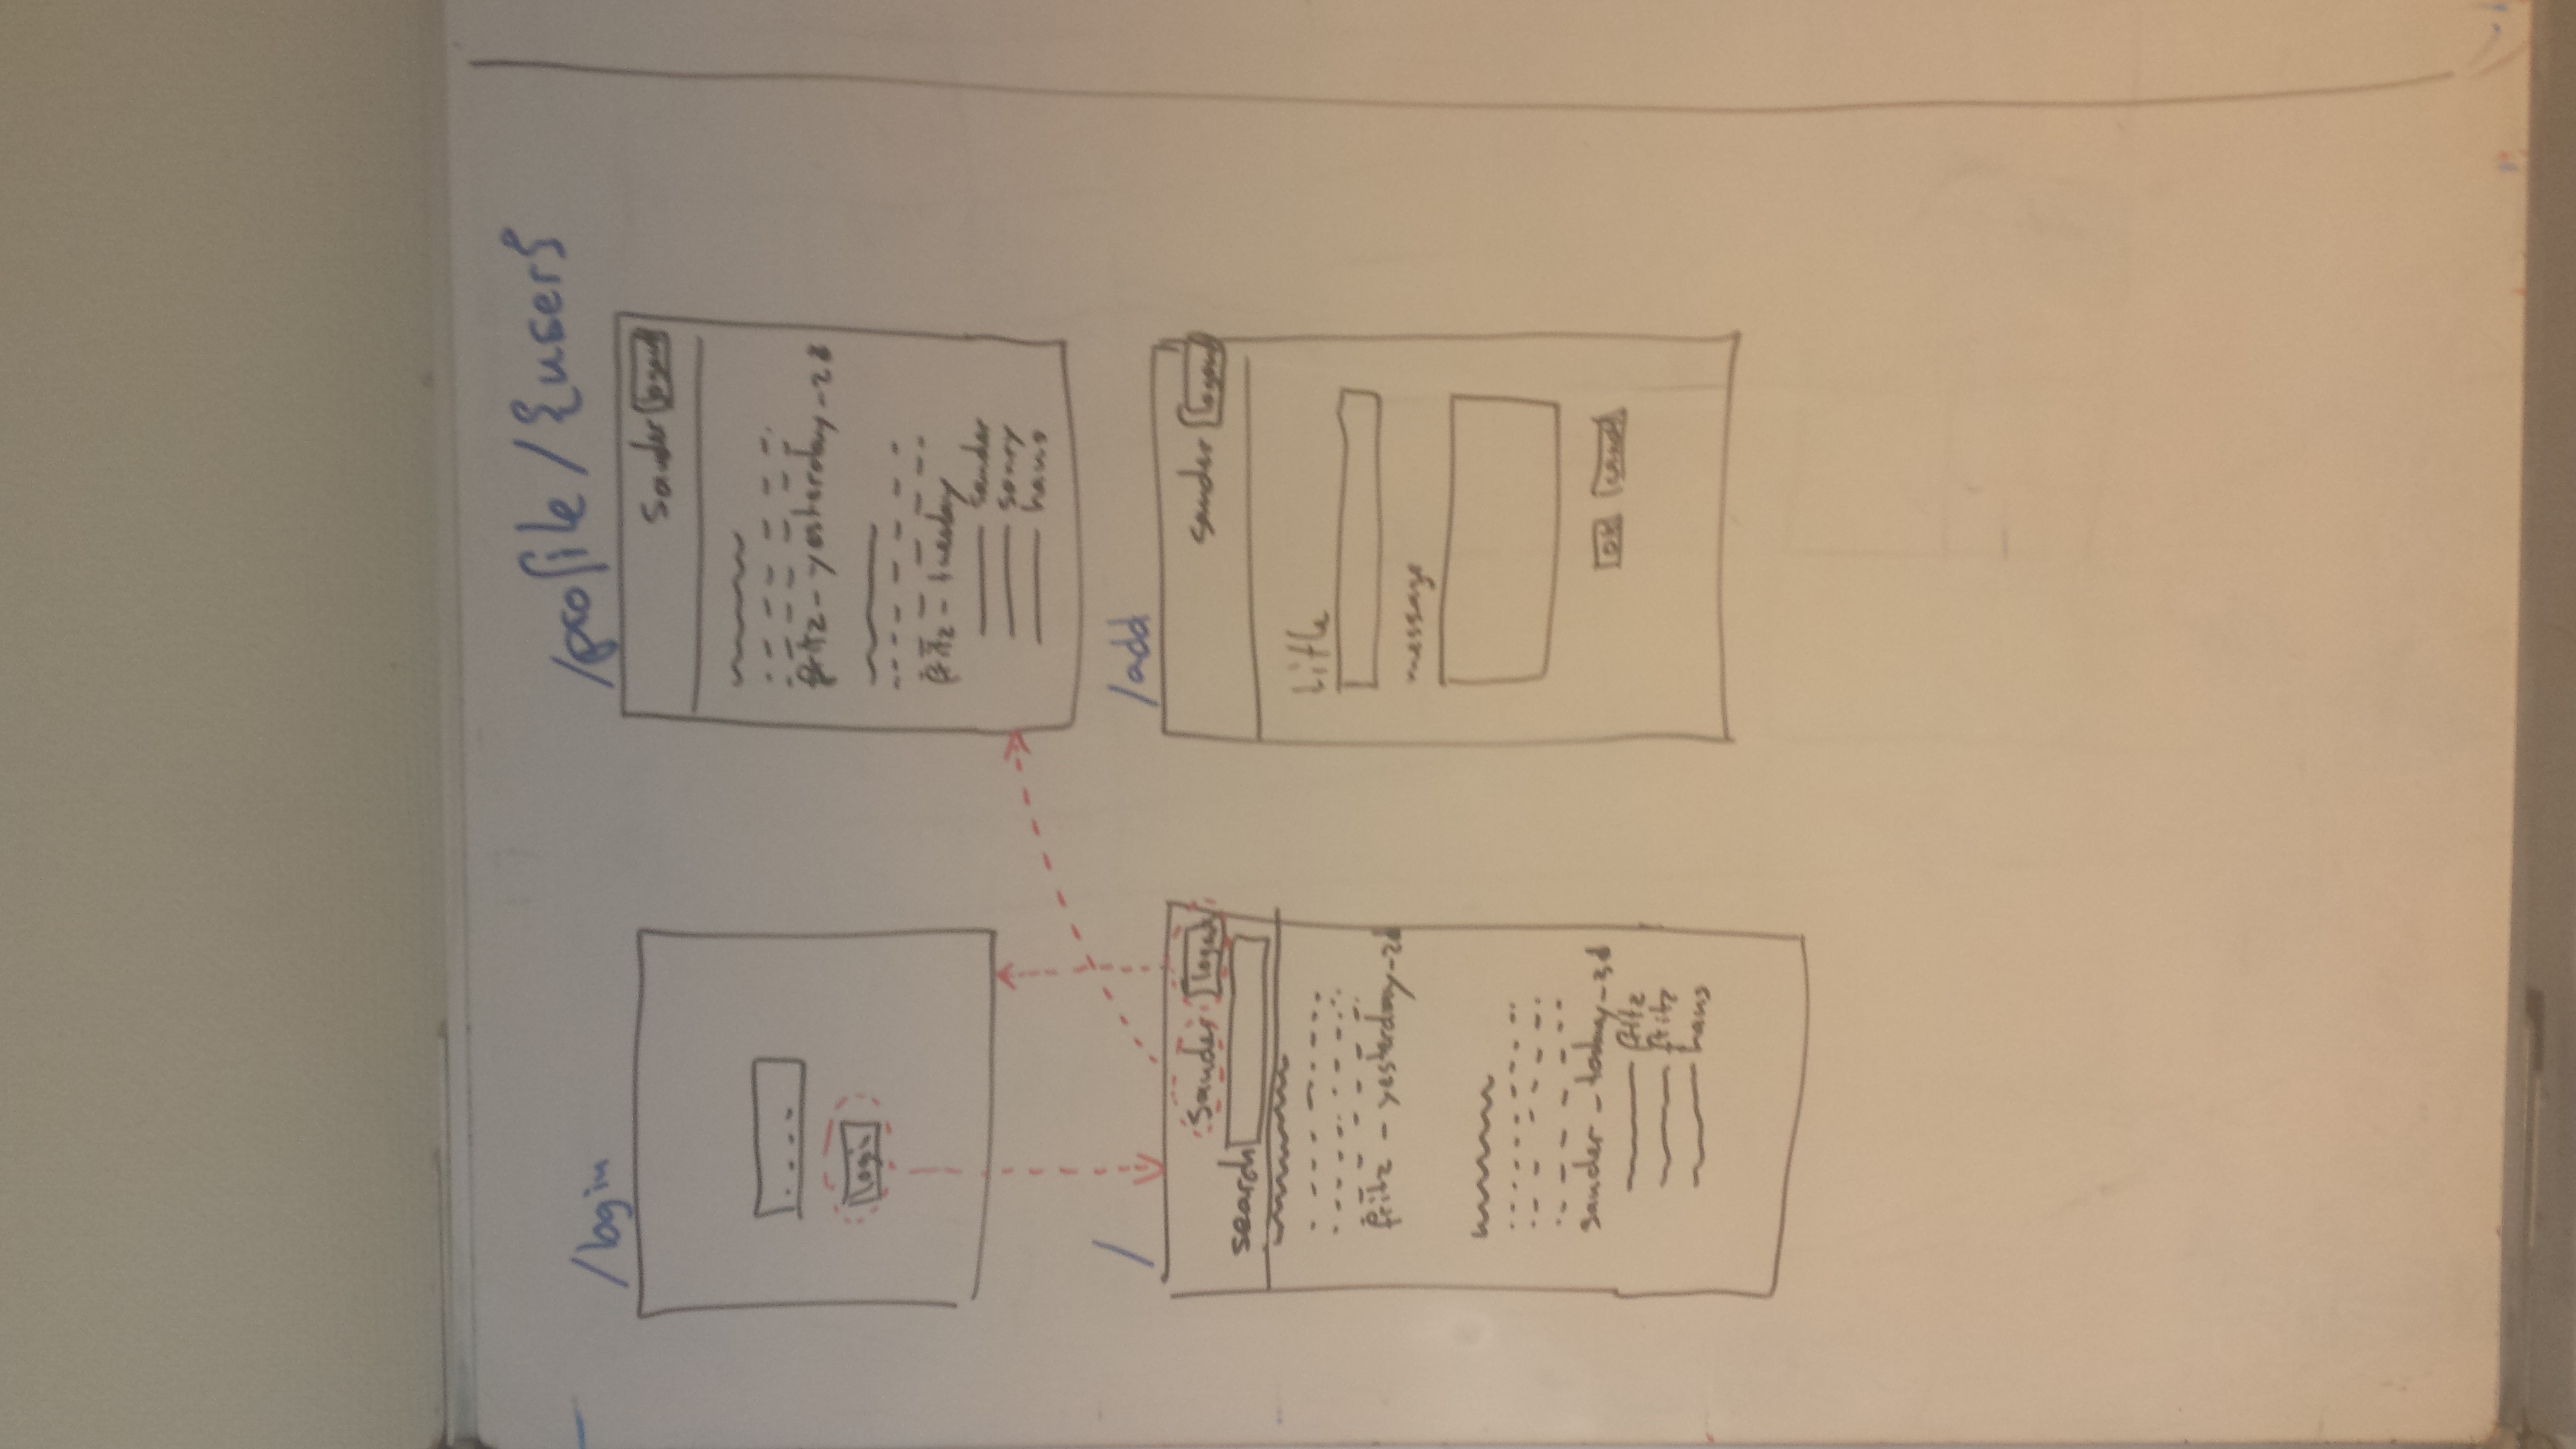 /login
....
login
/profile/{user}
Sander logout
fritz - yesterday - 2d
fritz - tuesday
sander
sonry
hans
/
Sander logout
search
fritz - yesterday - 2d
sander - today - 3d
fritz
fritz
hans
/add
sander logout
title
message
ok cancel